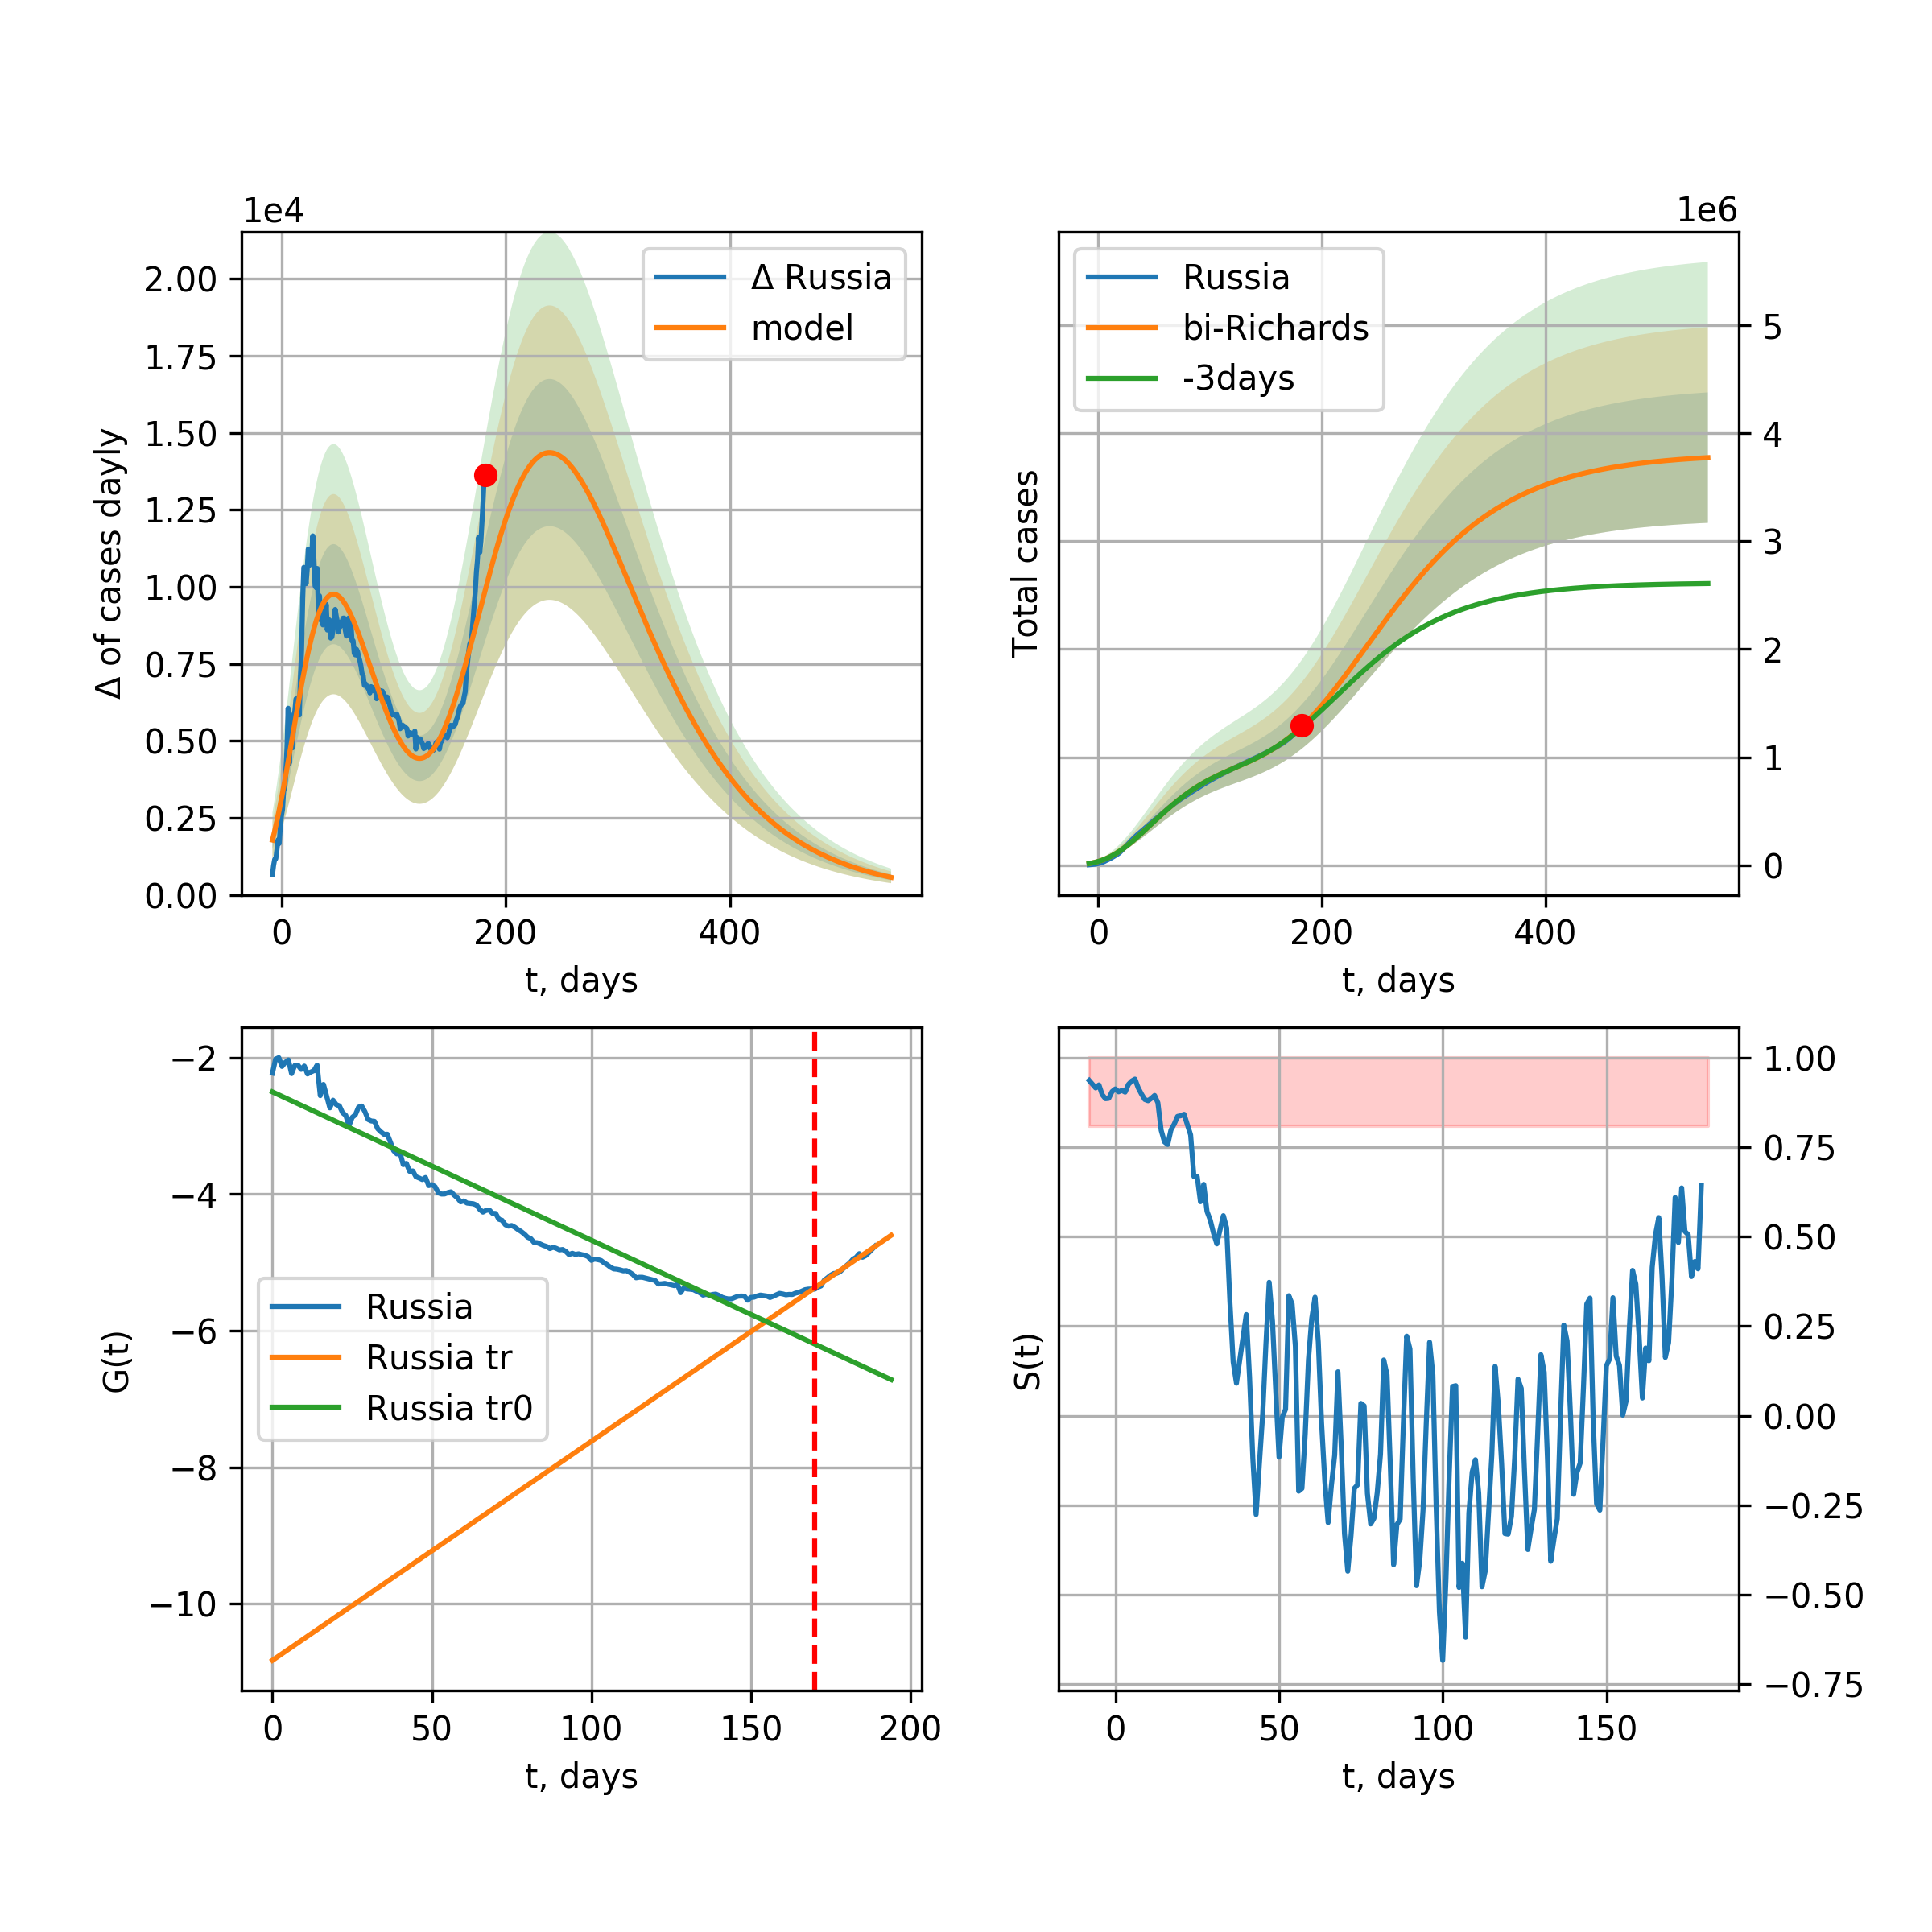 1e4
2.00
1.75
1.50
1.25
1.00
0.75
0.50
0.25
0.00
Δ of cases dayly
Δ Russia
model
0 200 400
t, days
1e6
Total cases
Russia
bi-Richards
-3days
5
4
3
2
1
0
0 200 400
t, days
−2
−4
−6
−8
−10
G(t)
Russia
Russia tr
Russia tr0
0 50 100 150 200
t, days
S(t)
1.00
0.75
0.50
0.25
0.00
−0.25
−0.50
−0.75
0 50 100 150
t, days